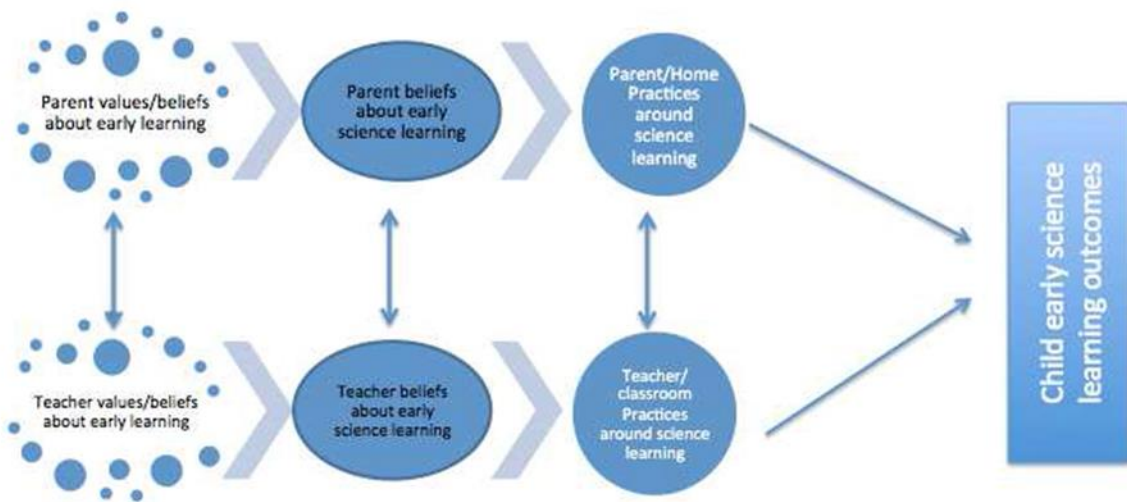 Parent values/beliefs
about early learning
Parent beliefs
about early
science learning
Parent/Home
Practices
around
science
learning
Teacher values/beliefs
about early learning
Teacher beliefs
about early
science learning
Teacher/
classroom
Practices
around science
learning
Child early science
learning outcomes